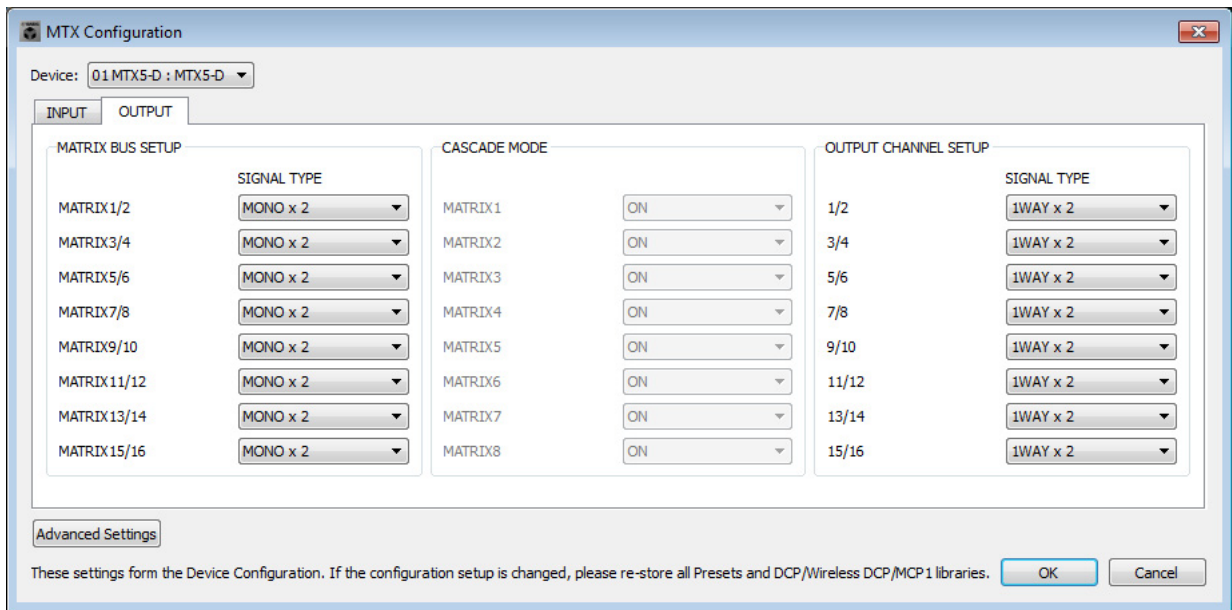 MTX Configuration
Device: 01 MTX5-D : MTX5-D
INPUT OUTPUT
MATRIX BUS SETUP CASCADE MODE OUTPUT CHANNEL SETUP
SIGNAL TYPE SIGNAL TYPE
MATRIX1/2 MONO x 2 MATRIX1 ON 1/2 1WAY x 2
MATRIX3/4 MONO x 2 MATRIX2 ON 3/4 1WAY x 2
MATRIX5/6 MONO x 2 MATRIX3 ON 5/6 1WAY x 2
MATRIX7/8 MONO x 2 MATRIX4 ON 7/8 1WAY x 2
MATRIX9/10 MONO x 2 MATRIX5 ON 9/10 1WAY x 2
MATRIX11/12 MONO x 2 MATRIX6 ON 11/12 1WAY x 2
MATRIX13/14 MONO x 2 MATRIX7 ON 13/14 1WAY x 2
MATRIX15/16 MONO x 2 MATRIX8 ON 15/16 1WAY x 2
Advanced Settings
These settings form the Device Configuration. If the configuration setup is changed, please re-store all Presets and DCP/Wireless DCP/MCP1 libraries. OK Cancel